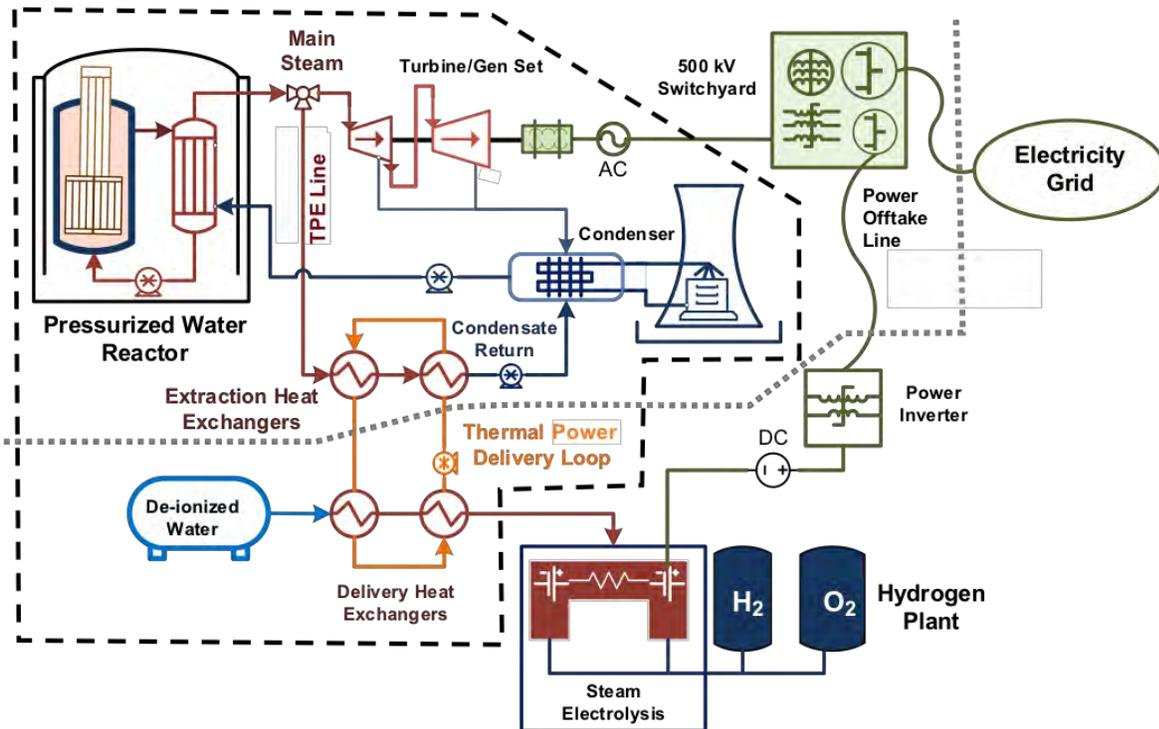 Main
Steam
Turbine/Gen Set
500 kV
Switchyard
AC
Electricity
Grid
TPE Line
Power
Offtake
Line
Condenser
Pressurized Water
Reactor
Condensate
Return
Extraction Heat
Exchangers
Power
Inverter
Thermal Power
Delivery Loop
DC
De-ionized
Water
Delivery Heat
Exchangers
H2
O2
Hydrogen
Plant
Steam
Electrolysis